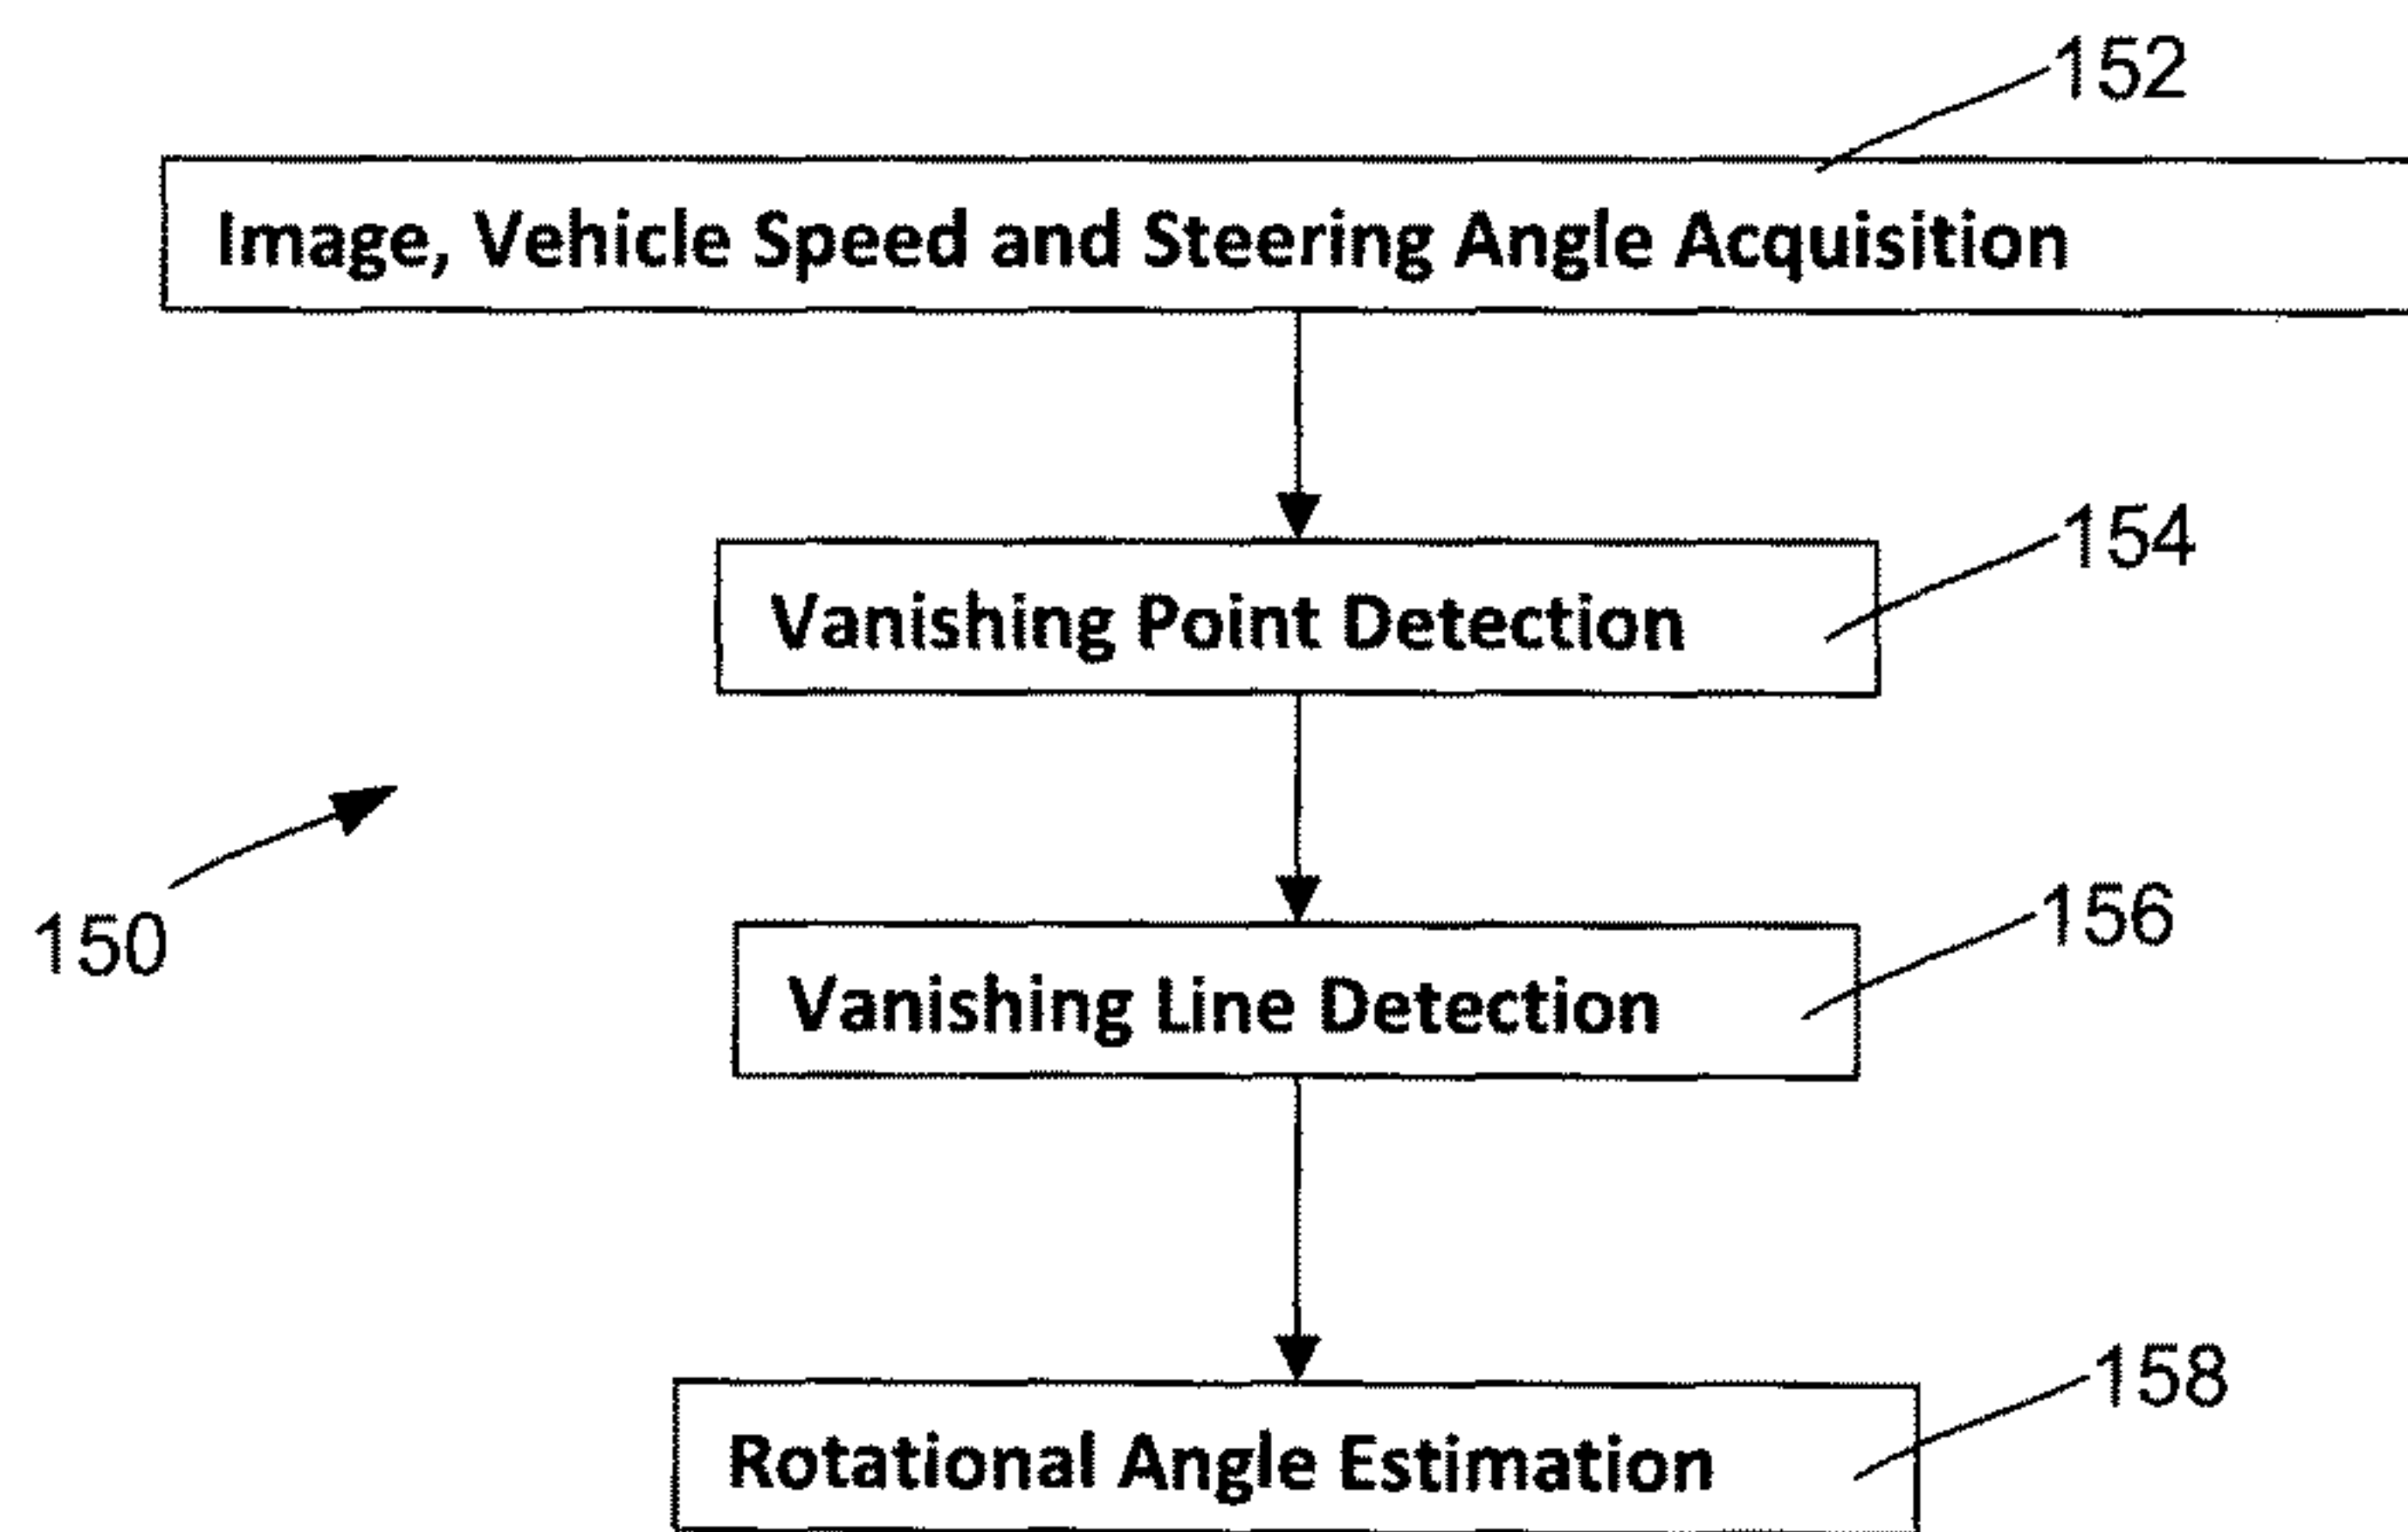 152
Image, Vehicle Speed and Steering Angle Acquisition
154
Vanishing Point Detection
150
156
Vanishing Line Detection
158
Rotational Angle Estimation